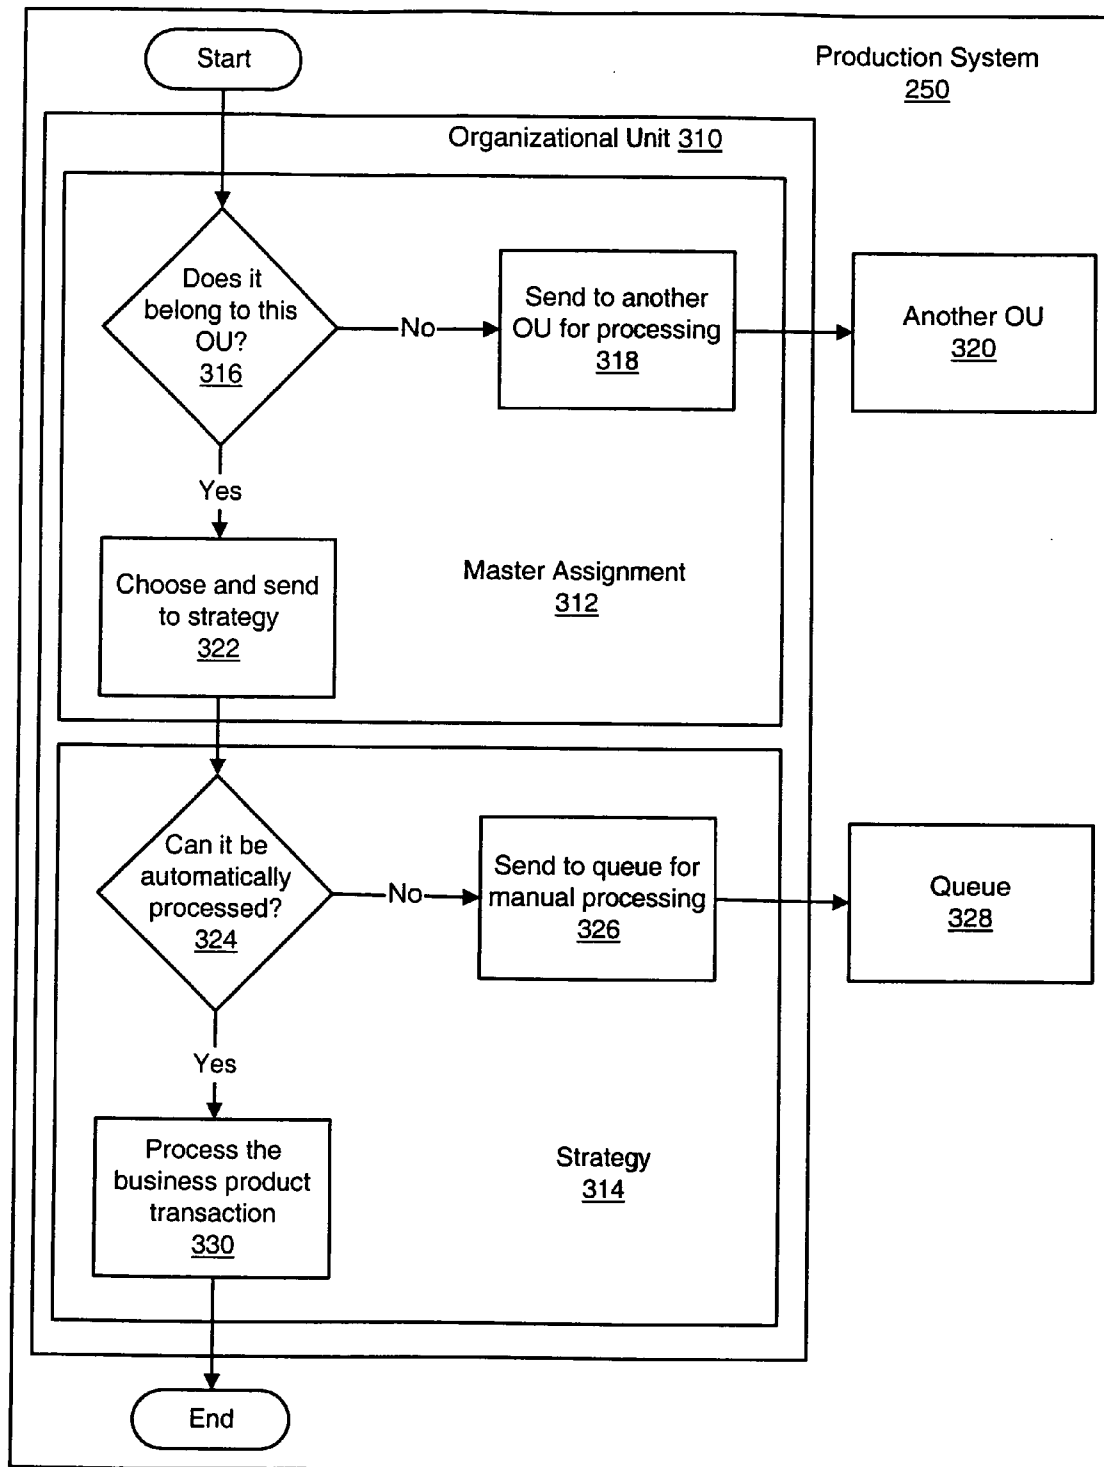 Start
Production System
250
Organizational Unit 310
Does it
belong to this
OU?
316
No
Send to another
OU for processing
318
Another OU
320
Yes
Choose and send
to strategy
322
Master Assignment
312
Can it be
automatically
processed?
324
No
Send to queue for
manual processing
326
Queue
328
Yes
Process the
business product
transaction
330
Strategy
314
End